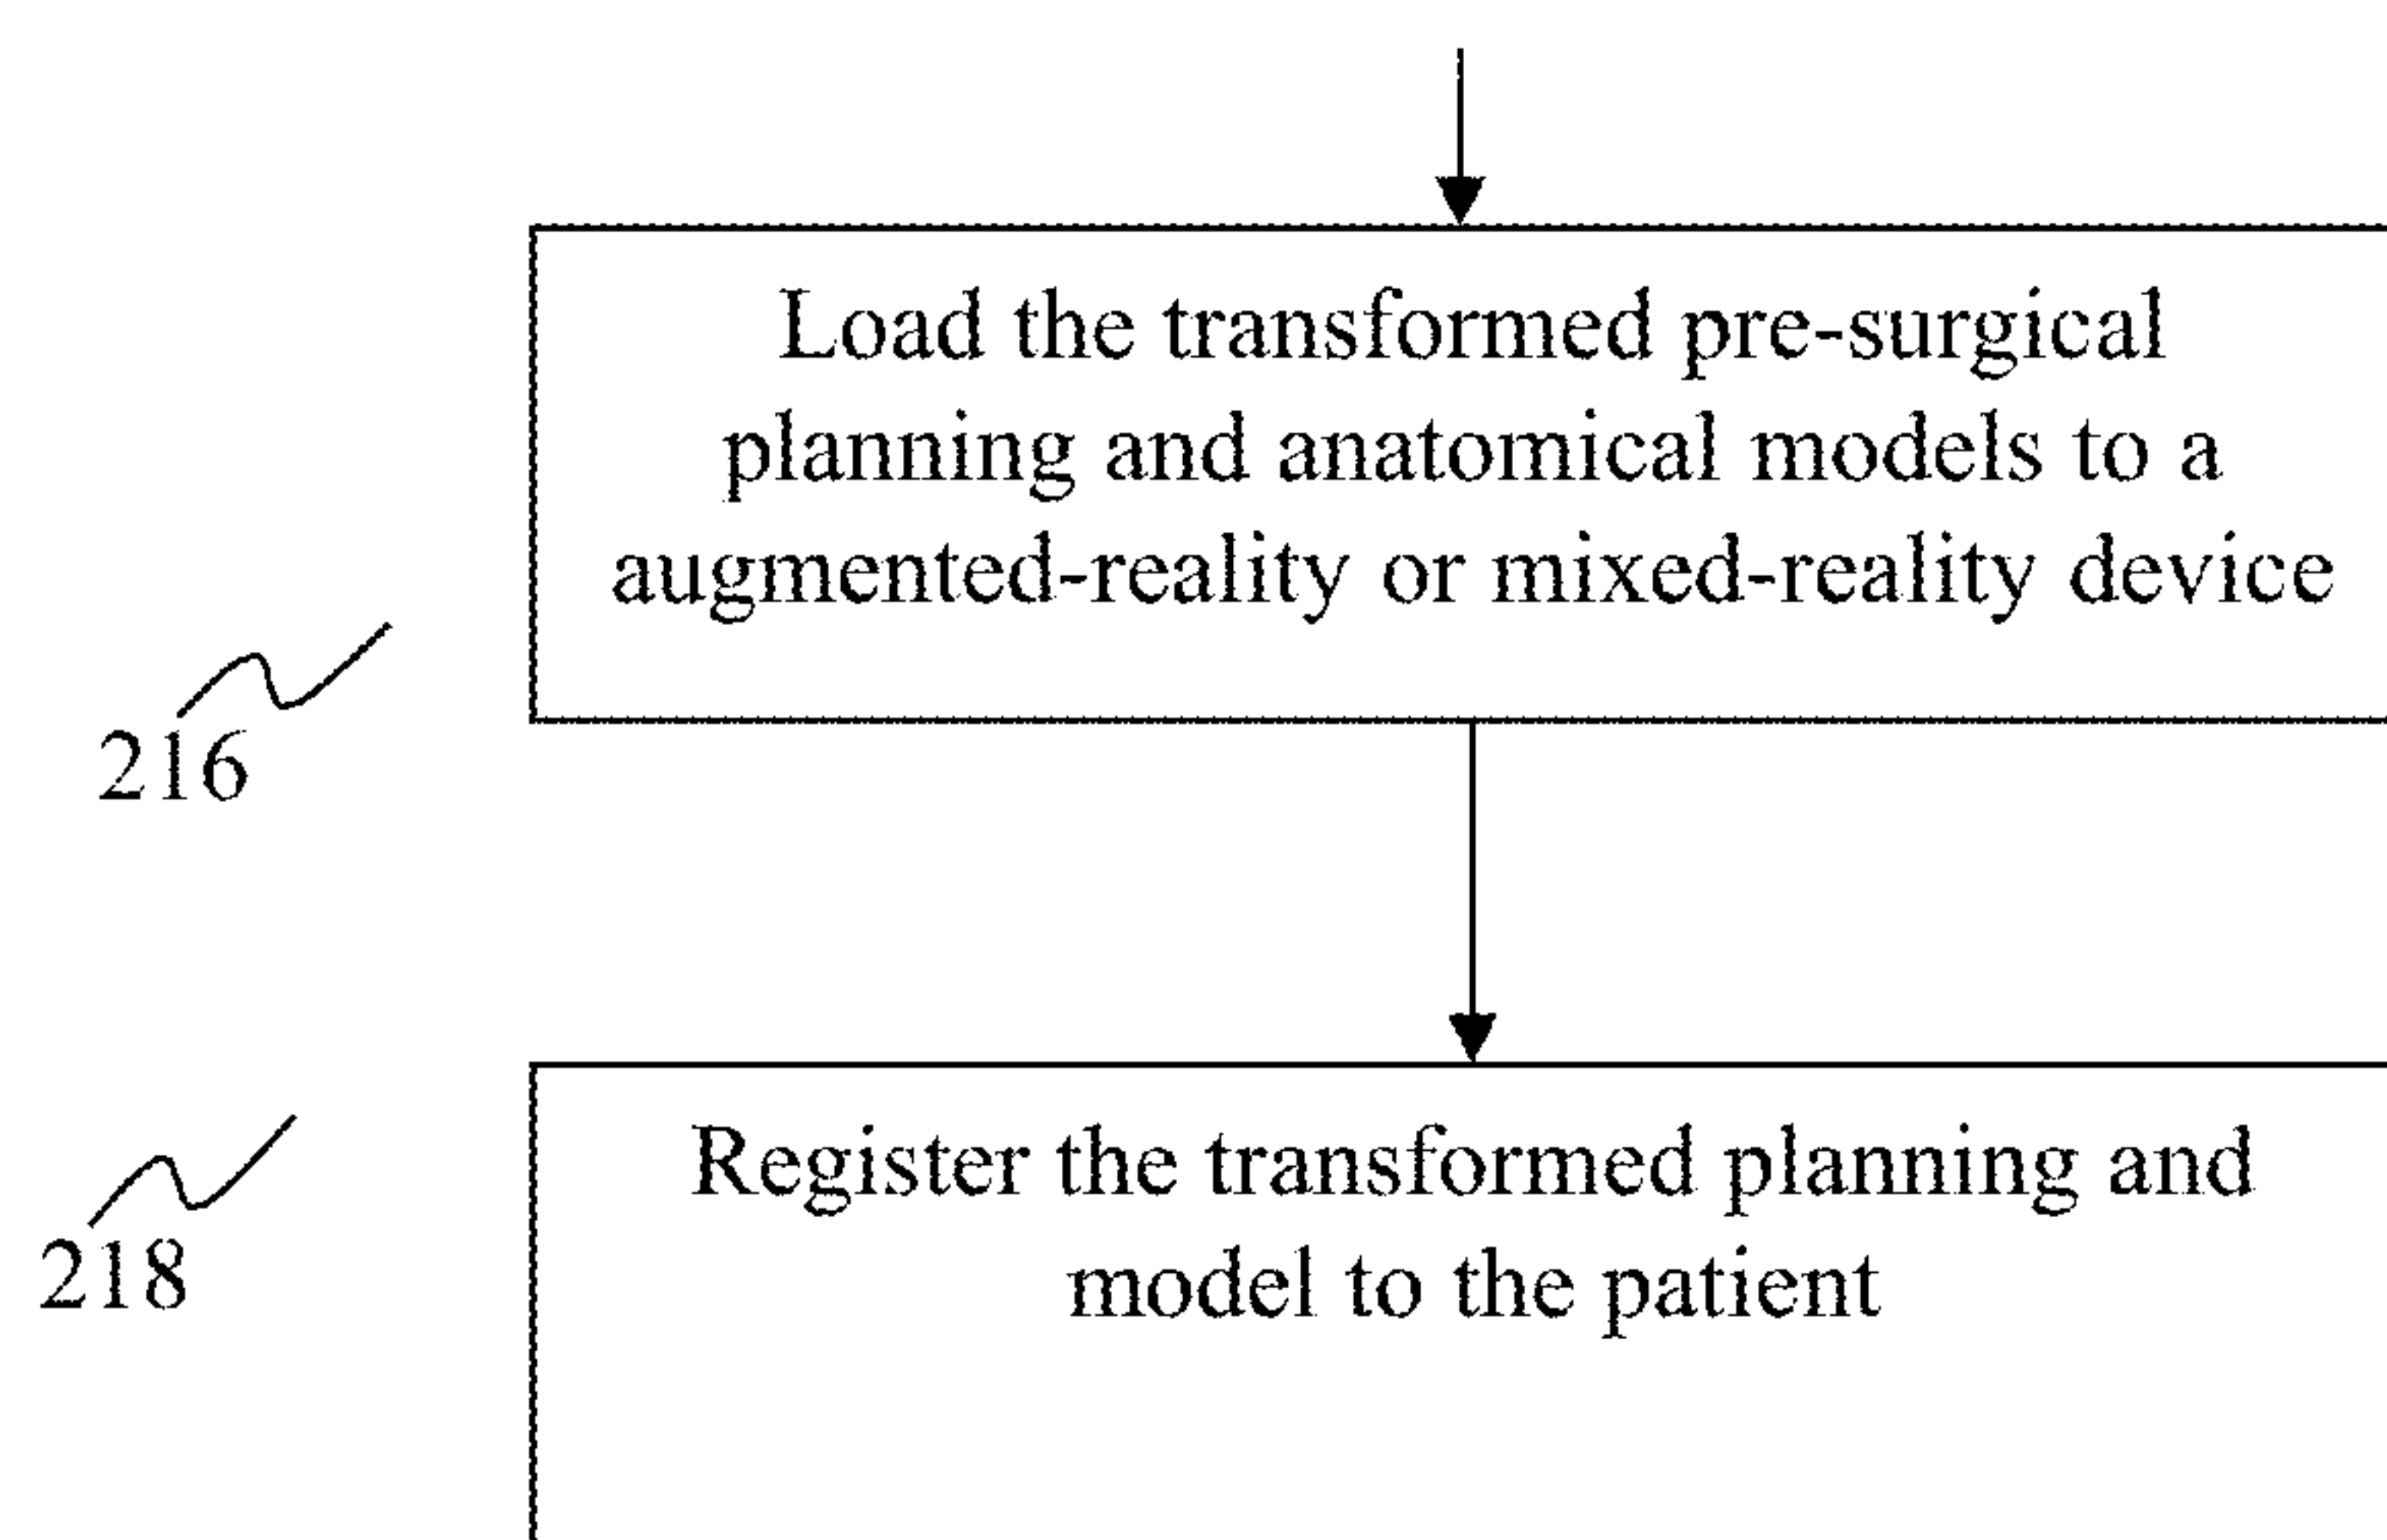 Load the transformed pre-surgical
planning and anatomical models to a
augmented-reality or mixed-reality device
216
Register the transformed planning and
model to the patient
218